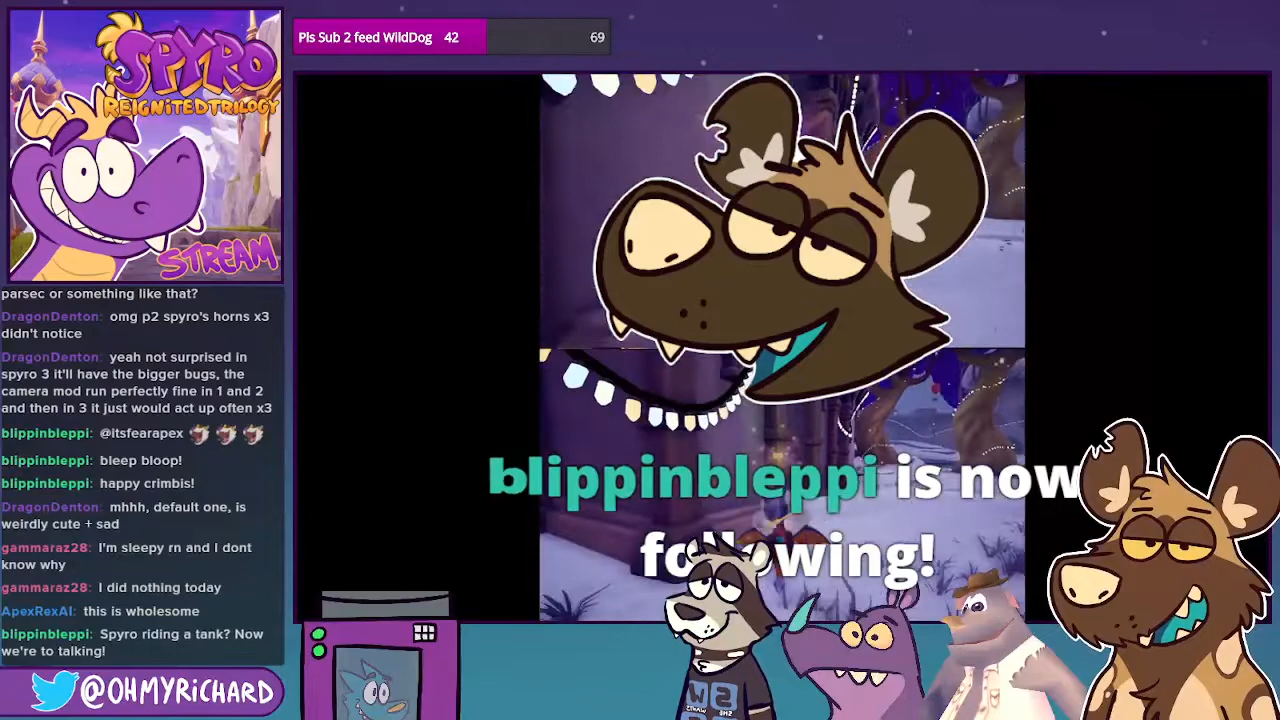 SPYRO
REIGNITED TRILOGY
STREAM
Pls Sub 2 feed WildDog 42 69
parsec or something like that?
DragonDenton: omg p2 spyro's horns x3
didn't notice
DragonDenton: yeah not surprised in
spyro 3 it'll have the bigger bugs, the
camera mod run perfectly fine in 1 and 2
and then in 3 it just would act up often x3
blippinbleppi: @itsfearapex
blippinbleppi: bleep bloop!
blippinbleppi: happy crimbis!
DragonDenton: mhhh, default one, is
weirdly cute + sad
gammaraz28: I'm sleepy rn and I dont
know why
gammaraz28: I did nothing today
ApexRexAI: this is wholesome
blippinbleppi: Spyro riding a tank? Now
we're to talking!
@OHMYRiCHARD
blippinbleppi is now
following!